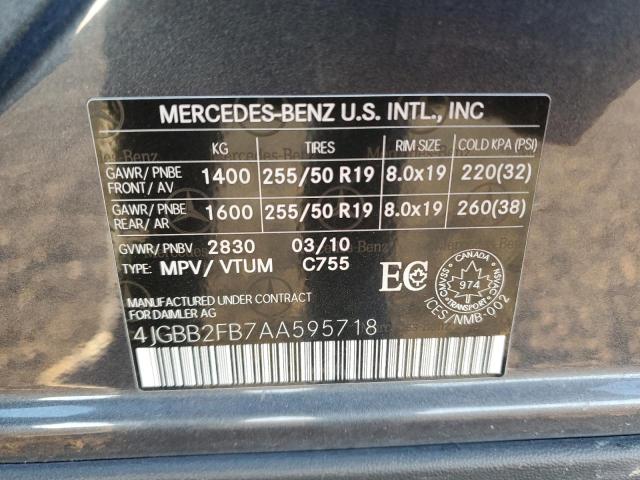 MERCEDES-BENZ U.S. INTL., INC
KG TIRES RIM SIZE COLD KPA (PSI)
GAWR/ PNBE FRONT/ AV 1400 255/50 R19 8.0x19 220(32)
GAWR/ PNBE REAR/ AR 1600 255/50 R19 8.0x19 260(38)
GVWR/ PNBV 2830 03/10
TYPE: MPV/ VTUM C755
MANUFACTURED UNDER CONTRACT
FOR DAIMLER AG
EC
CANADA
CMVSS 974 NSVAC
TRANSPORT
ICES/NMB-002
4JGBB2FB7AA595718